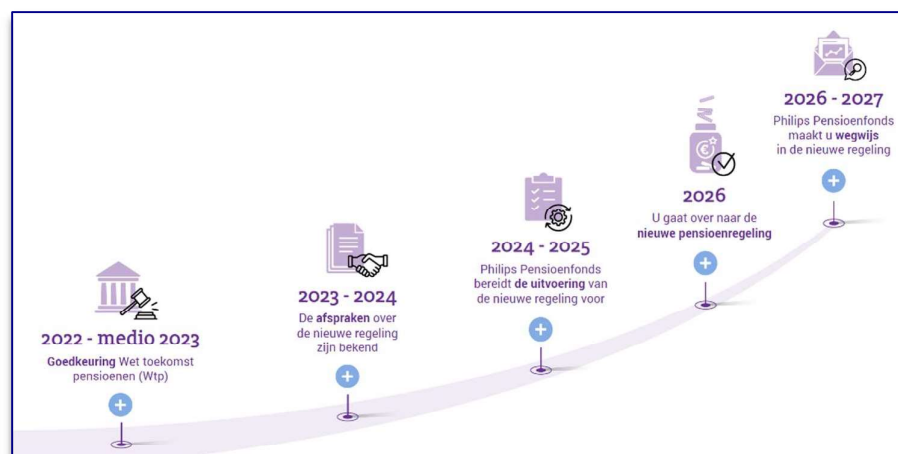 2022 - medio 2023
Goedkeuring Wet toekomst
pensioenen (Wtp)
2023 - 2024
De afspraken over
de nieuwe regeling
zijn bekend
2024 - 2025
Philips Pensioenfonds
bereidt de uitvoering van
de nieuwe regeling voor
2026
U gaat over naar de
nieuwe pensioenregeling
2026 - 2027
Philips Pensioenfonds
maakt u wegwijs
in de nieuwe regeling